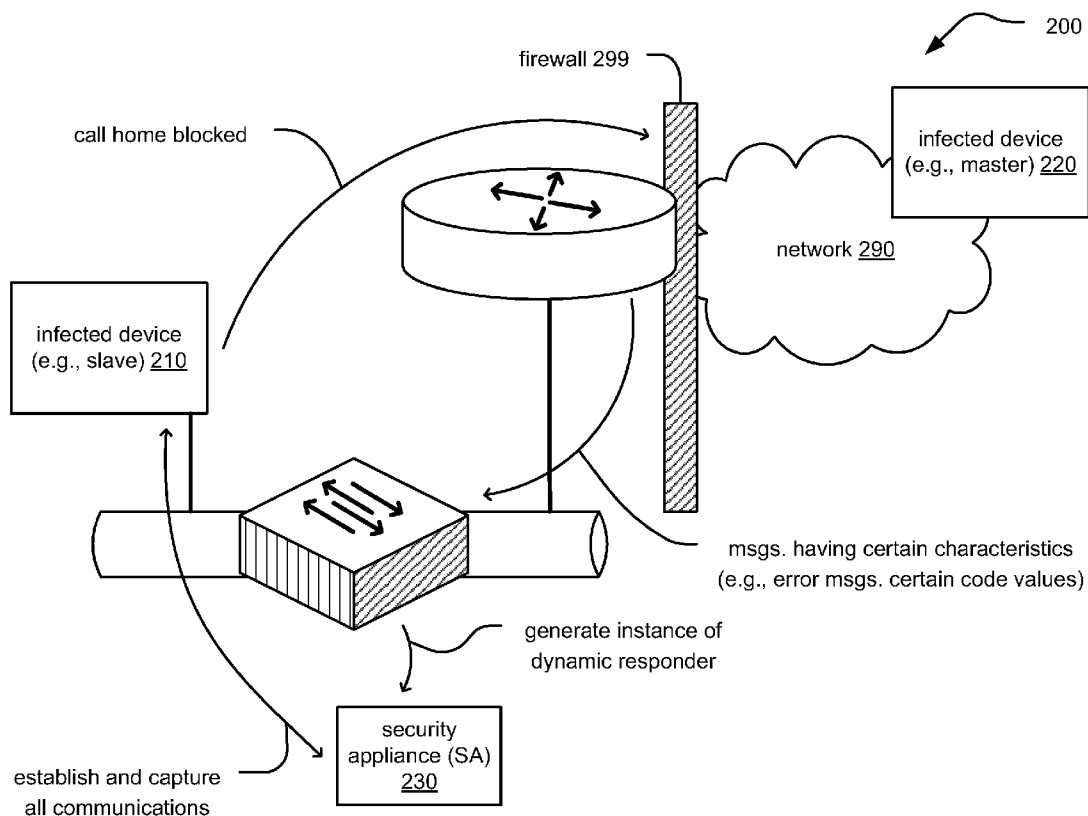 200
firewall 299
call home blocked
infected device
(e.g., master) 220
network 290
infected device
(e.g., slave) 210
msgs. having certain characteristics
(e.g., error msgs. certain code values)
generate instance of
dynamic responder
security
appliance (SA)
230
establish and capture
all communications